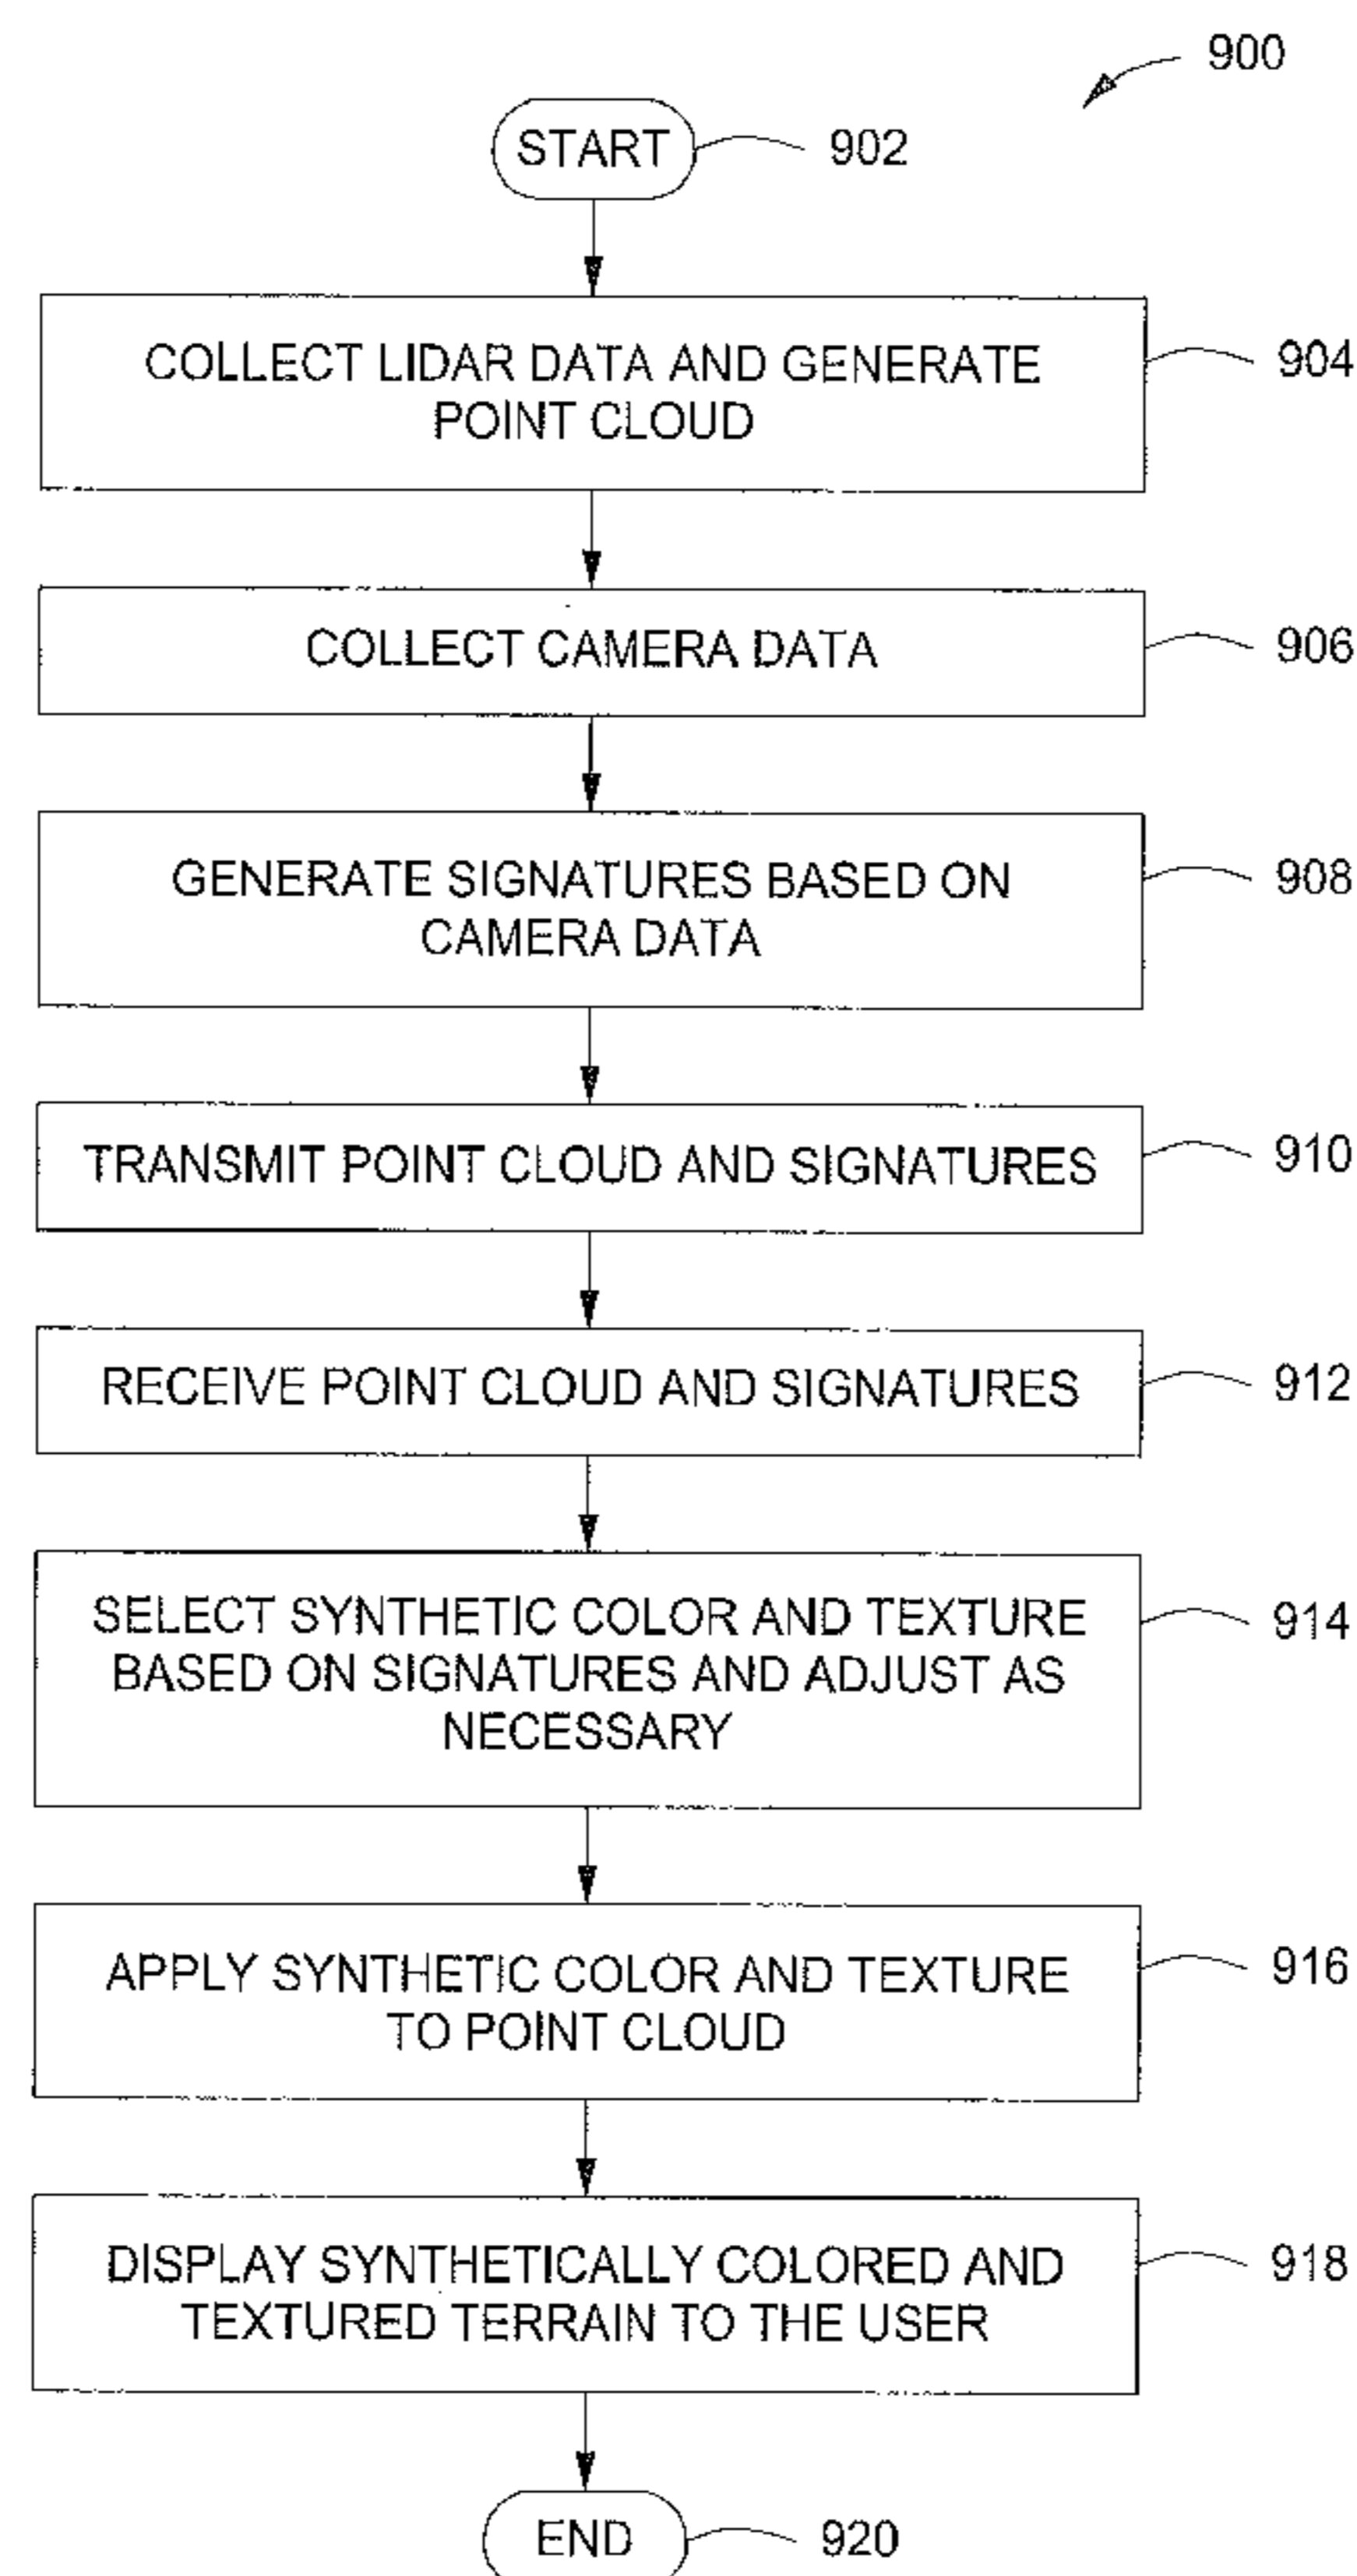 900
START
902
COLLECT LIDAR DATA AND GENERATE
POINT CLOUD
904
COLLECT CAMERA DATA
906
GENERATE SIGNATURES BASED ON
CAMERA DATA
908
TRANSMIT POINT CLOUD AND SIGNATURES
910
RECEIVE POINT CLOUD AND SIGNATURES
912
SELECT SYNTHETIC COLOR AND TEXTURE
BASED ON SIGNATURES AND ADJUST AS
NECESSARY
914
APPLY SYNTHETIC COLOR AND TEXTURE
TO POINT CLOUD
916
DISPLAY SYNTHETICALLY COLORED AND
TEXTURED TERRAIN TO THE USER
918
END
920